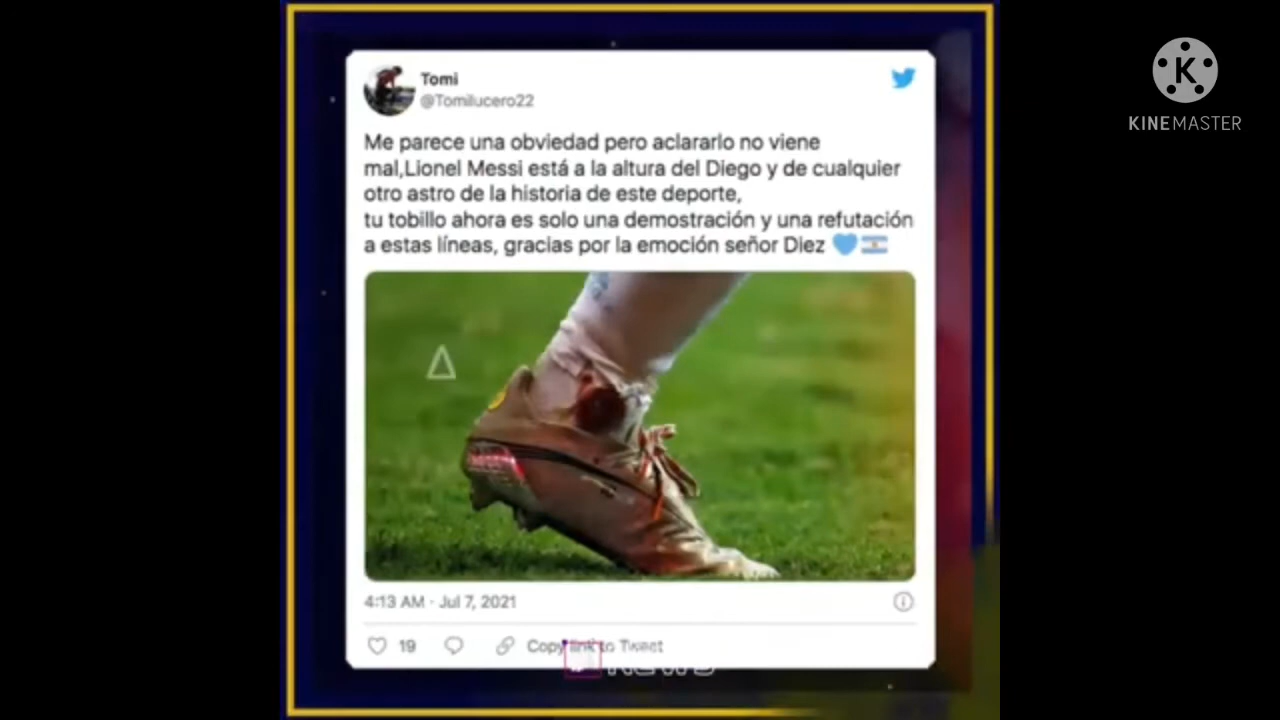 Tomi
@Tomilucero22
Me parece una obviedad pero aclararlo no viene
mal,Lionel Messi está a la altura del Diego y de cualquier
otro astro de la historia de este deporte,
tu tobillo ahora es solo una demostración y una refutación
a estas líneas, gracias por la emoción señor Diez 💙🇦🇷
4:13 AM · Jul 7, 2021
19
Copy link to Tweet
NEWS
K
KINEMASTER